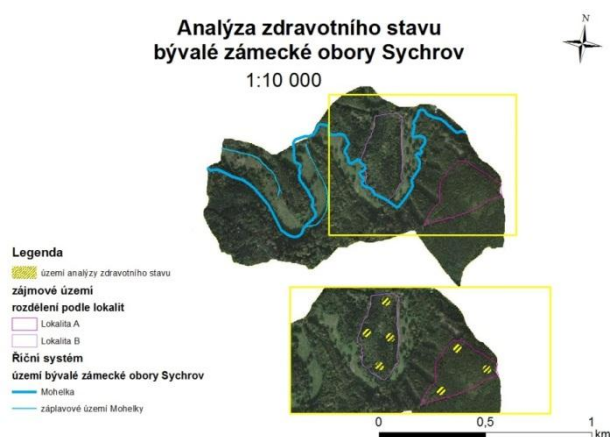 Analýza zdravotního stavu
bývalé zámecké obory Sychrov
1:10 000
N
Legenda
území analýzy zdravotního stavu
zájmové území
rozdělení podle lokalit
Lokalita A
Lokalita B
Říčni systém
území bývalé zámecké obory Sychrov
Mohelka
záplavové území Mohelky
0 0,5 1
km